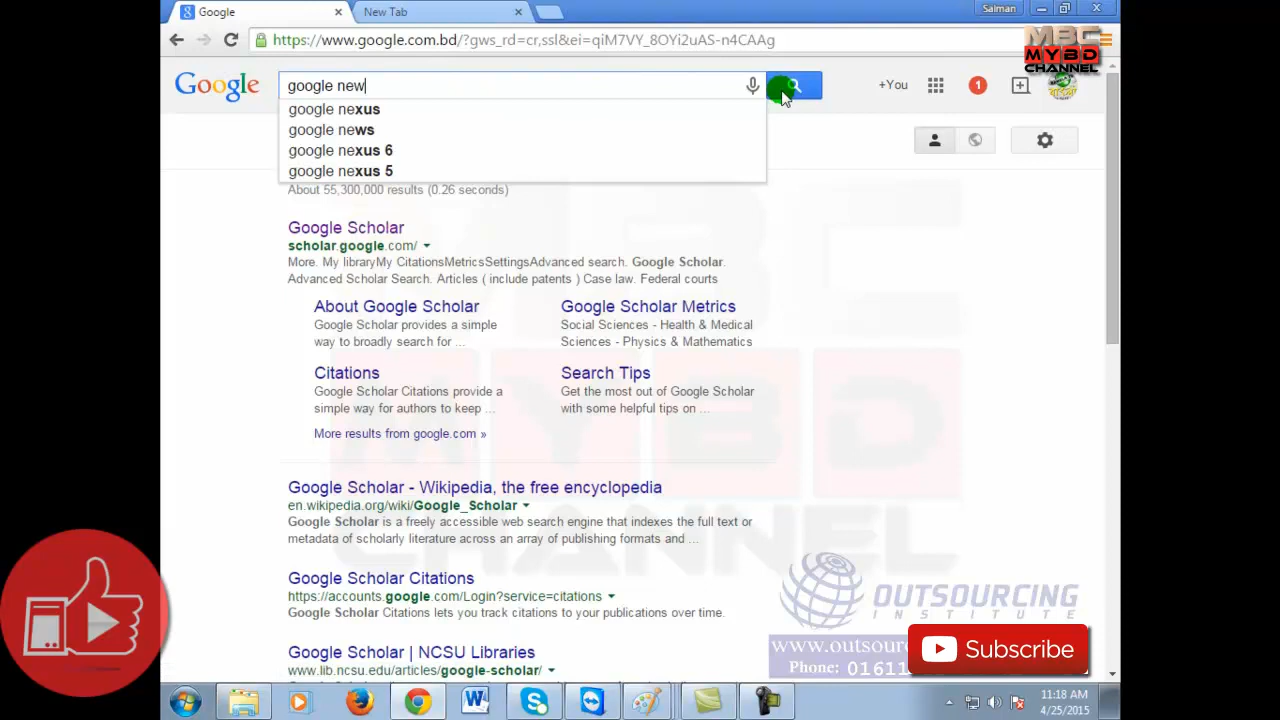 Google
New Tab
Salman
https://www.google.com.bd/?gws_rd=cr,ssl&ei=qiM7VY_8OYi2uAS-n4CAAg
MBC
MYBD
CHANNEL
Google
google new
+You
1
google nexus
google news
google nexus 6
google nexus 5
About 55,300,000 results (0.26 seconds)
Google Scholar
scholar.google.com/
More. My libraryMy CitationsMetricsSettingsAdvanced search. Google Scholar.
Advanced Scholar Search. Articles ( include patents ) Case law. Federal courts
About Google Scholar
Google Scholar provides a simple
way to broadly search for ...
Google Scholar Metrics
Social Sciences - Health & Medical
Sciences - Physics & Mathematics
Citations
Google Scholar Citations provide a
simple way for authors to keep ...
Search Tips
Get the most out of Google Scholar
with some helpful tips on ...
More results from google.com »
MYBD
CHANNEL
Google Scholar - Wikipedia, the free encyclopedia
en.wikipedia.org/wiki/Google_Scholar
Google Scholar is a freely accessible web search engine that indexes the full text or
metadata of scholarly literature across an array of publishing formats and ...
Google Scholar Citations
https://accounts.google.com/Login?service=citations
Google Scholar Citations lets you track citations to your publications over time.
Google Scholar | NCSU Libraries
www.lib.ncsu.edu/articles/google-scholar/
OUTSOURCING
INSTITUTE
www.outsour
Phone: 01611
Subscribe
11:18 AM
4/25/2015